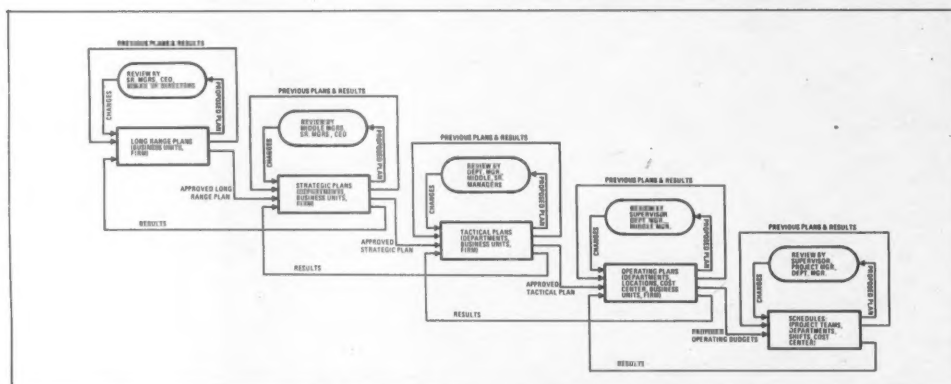 PREVIOUS PLANS & RESULTS
REVIEW BY
SR. MGRS, CEO,
DIRECTORS
CHANGES
PROPOSED PLAN
LONG RANGE PLANS
(BUSINESS UNITS,
FIRM)
APPROVED LONG
RANGE PLAN
RESULTS
PREVIOUS PLANS & RESULTS
REVIEW BY
MIDDLE MGRS.
SR. MGRS., CEO
CHANGES
PROPOSED PLAN
STRATEGIC PLANS
(DEPARTMENTS,
BUSINESS UNITS,
FIRM)
APPROVED
STRATEGIC PLAN
RESULTS
PREVIOUS PLANS & RESULTS
REVIEW BY
DEPT. MGR.
MIDDLE, SR.
MANAGERS
CHANGES
PROPOSED PLAN
TACTICAL PLANS
(DEPARTMENTS,
BUSINESS UNITS,
FIRM)
APPROVED
TACTICAL PLAN
RESULTS
PREVIOUS PLANS & RESULTS
REVIEW BY
SUPERVISOR
DEPT. MGR.,
MIDDLE MGR.
CHANGES
PROPOSED PLAN
OPERATING PLANS
(DEPARTMENTS,
LOCATIONS, COST
CENTER, BUSINESS
UNITS, FIRM)
PROPOSED
OPERATING BUDGETS
RESULTS
PREVIOUS PLANS & RESULTS
REVIEW BY
SUPERVISOR,
PROJECT MGR,
DEPT. MGR.
CHANGES
PROPOSED PLAN
SCHEDULES:
(PROJECT TEAMS,
DEPARTMENTS,
SHIFTS, COST
CENTER)
RESULTS